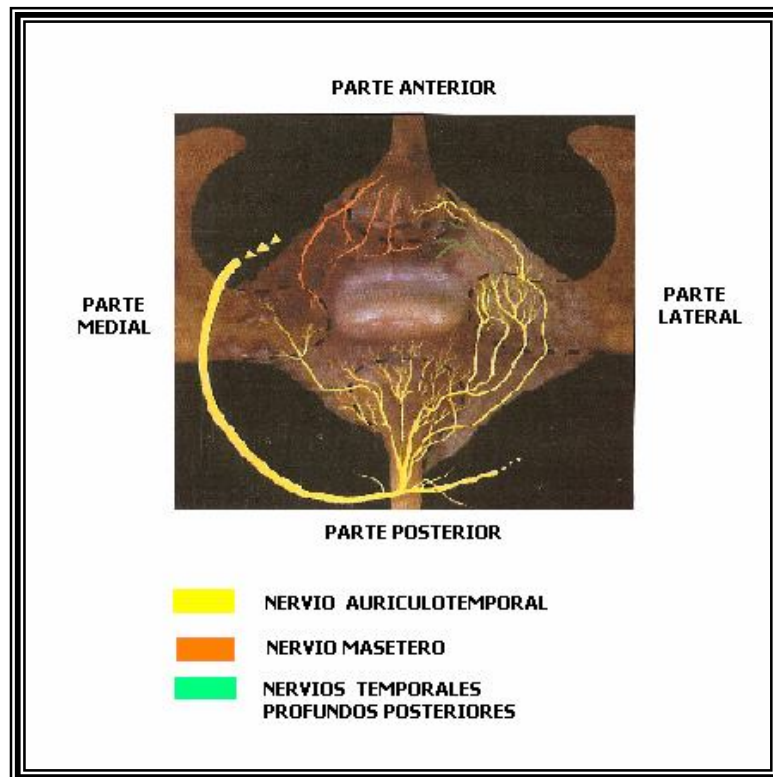 PARTE ANTERIOR
PARTE
MEDIAL
PARTE
LATERAL
PARTE POSTERIOR
NERVIO AURICULOTEMPORAL
NERVIO MASETERO
NERVIOS TEMPORALES
PROFUNDOS POSTERIORES